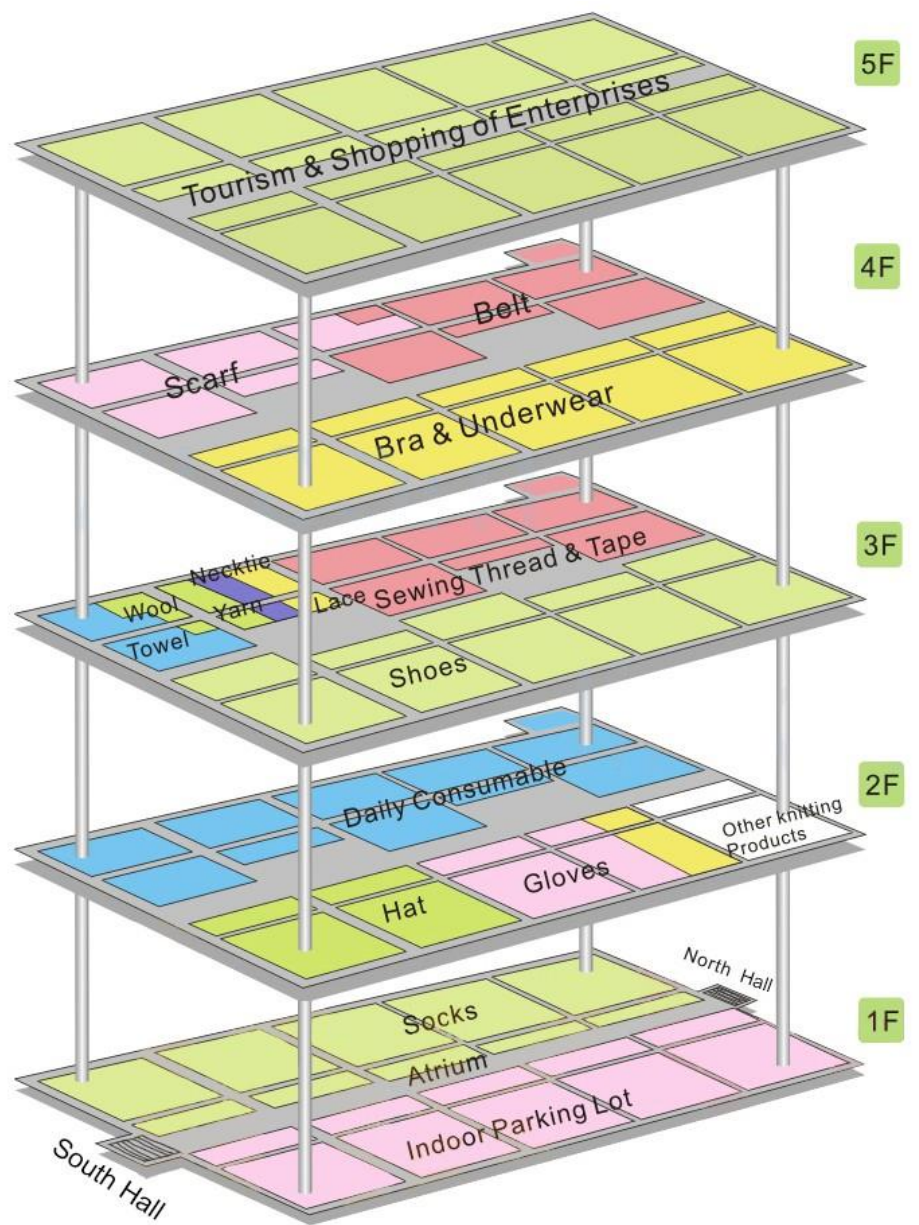 5F
Tourism & Shopping of Enterprises
4F
Belt
Scarf
Bra & Underwear
3F
Necktie
Wool
Yarn
Lace
Sewing Thread & Tape
Towel
Shoes
2F
Daily Consumable
Other knitting
Products
Gloves
Hat
North Hall
1F
Socks
Atrium
Indoor Parking Lot
South Hall